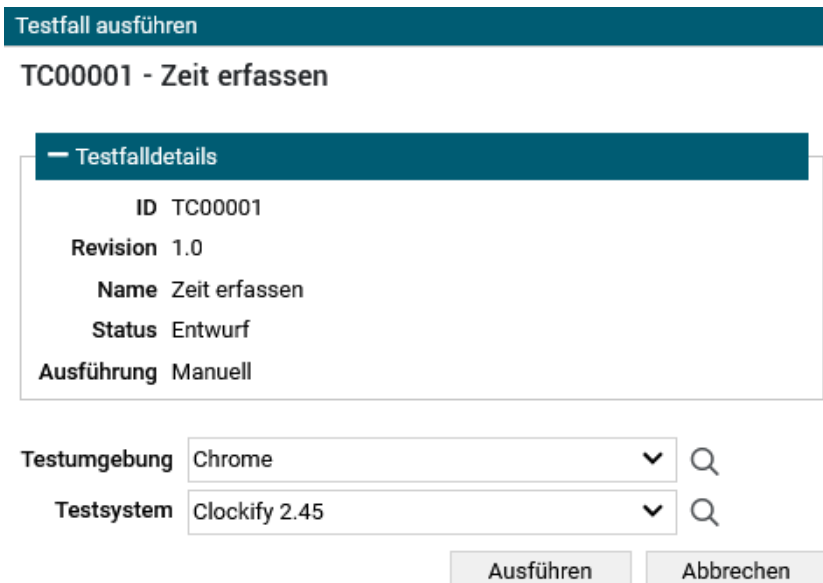 Testfall ausführen
TC00001 - Zeit erfassen
Testfalldetails
ID TC00001
Revision 1.0
Name Zeit erfassen
Status Entwurf
Ausführung Manuell
Testumgebung Chrome
Testsystem Clockify 2.45
Ausführen Abbrechen